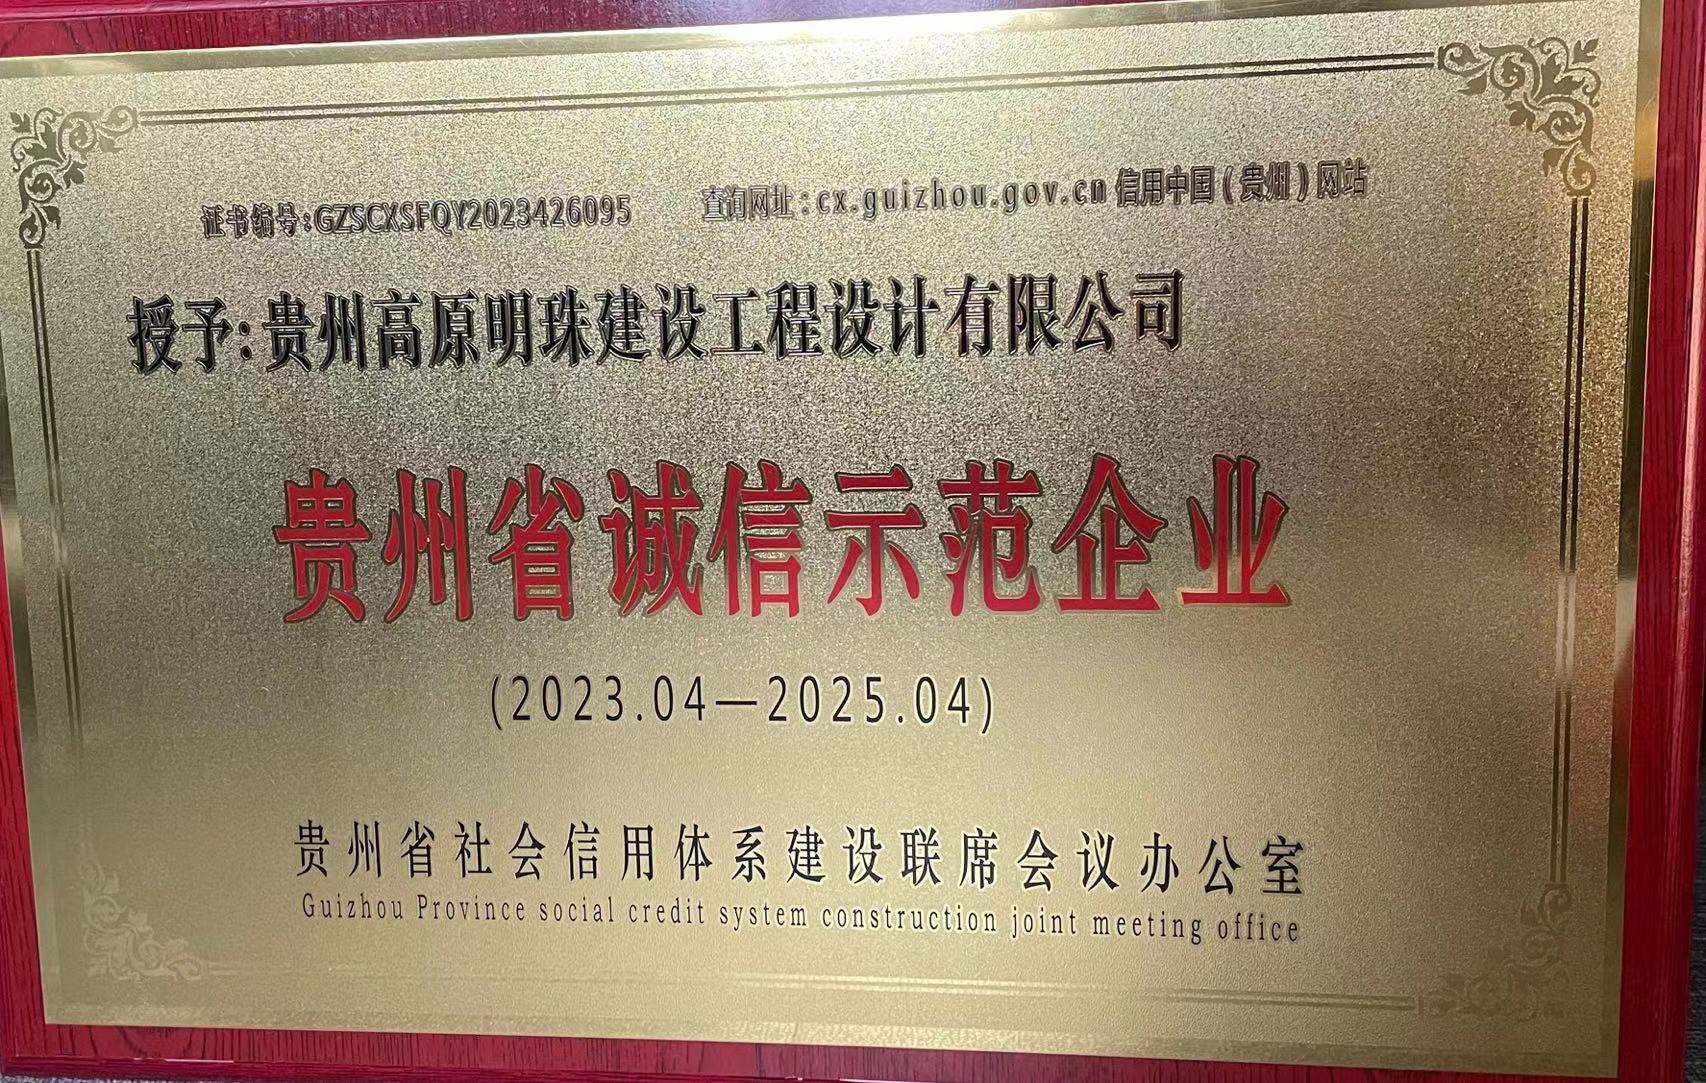 证书编号:GZSCXSFQY2023426095 查询网址:cx.guizhou.gov.cn信用中国(贵州)网站
授予:贵州高原明珠建设工程设计有限公司
贵州省诚信示范企业
(2023.04—2025.04)
贵州省社会信用体系建设联席会议办公室
Guizhou Province social credit system construction joint meeting office